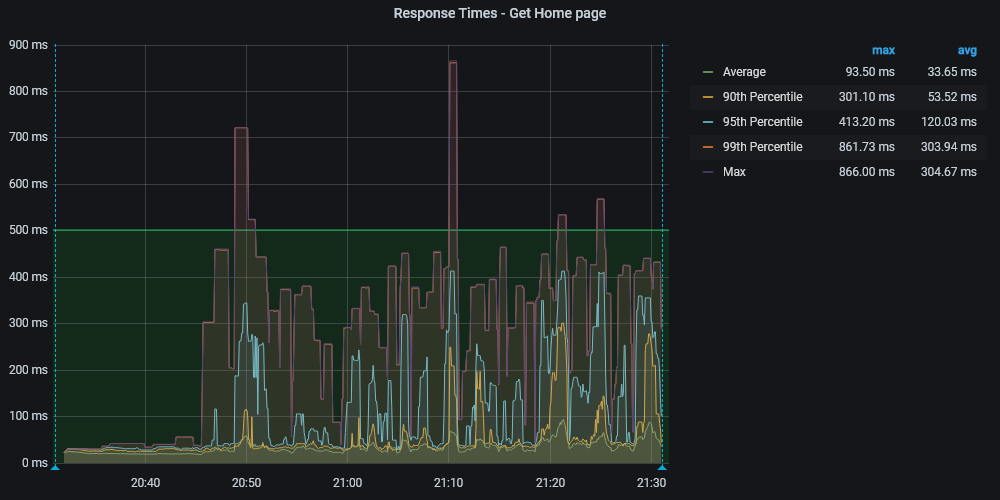 Response Times - Get Home page
900 ms
800 ms
700 ms
600 ms
500 ms
400 ms
300 ms
200 ms
100 ms
0 ms
20:40 20:50 21:00 21:10 21:20 21:30
max avg
Average 93.50 ms 33.65 ms
90th Percentile 301.10 ms 53.52 ms
95th Percentile 413.20 ms 120.03 ms
99th Percentile 861.73 ms 303.94 ms
Max 866.00 ms 304.67 ms